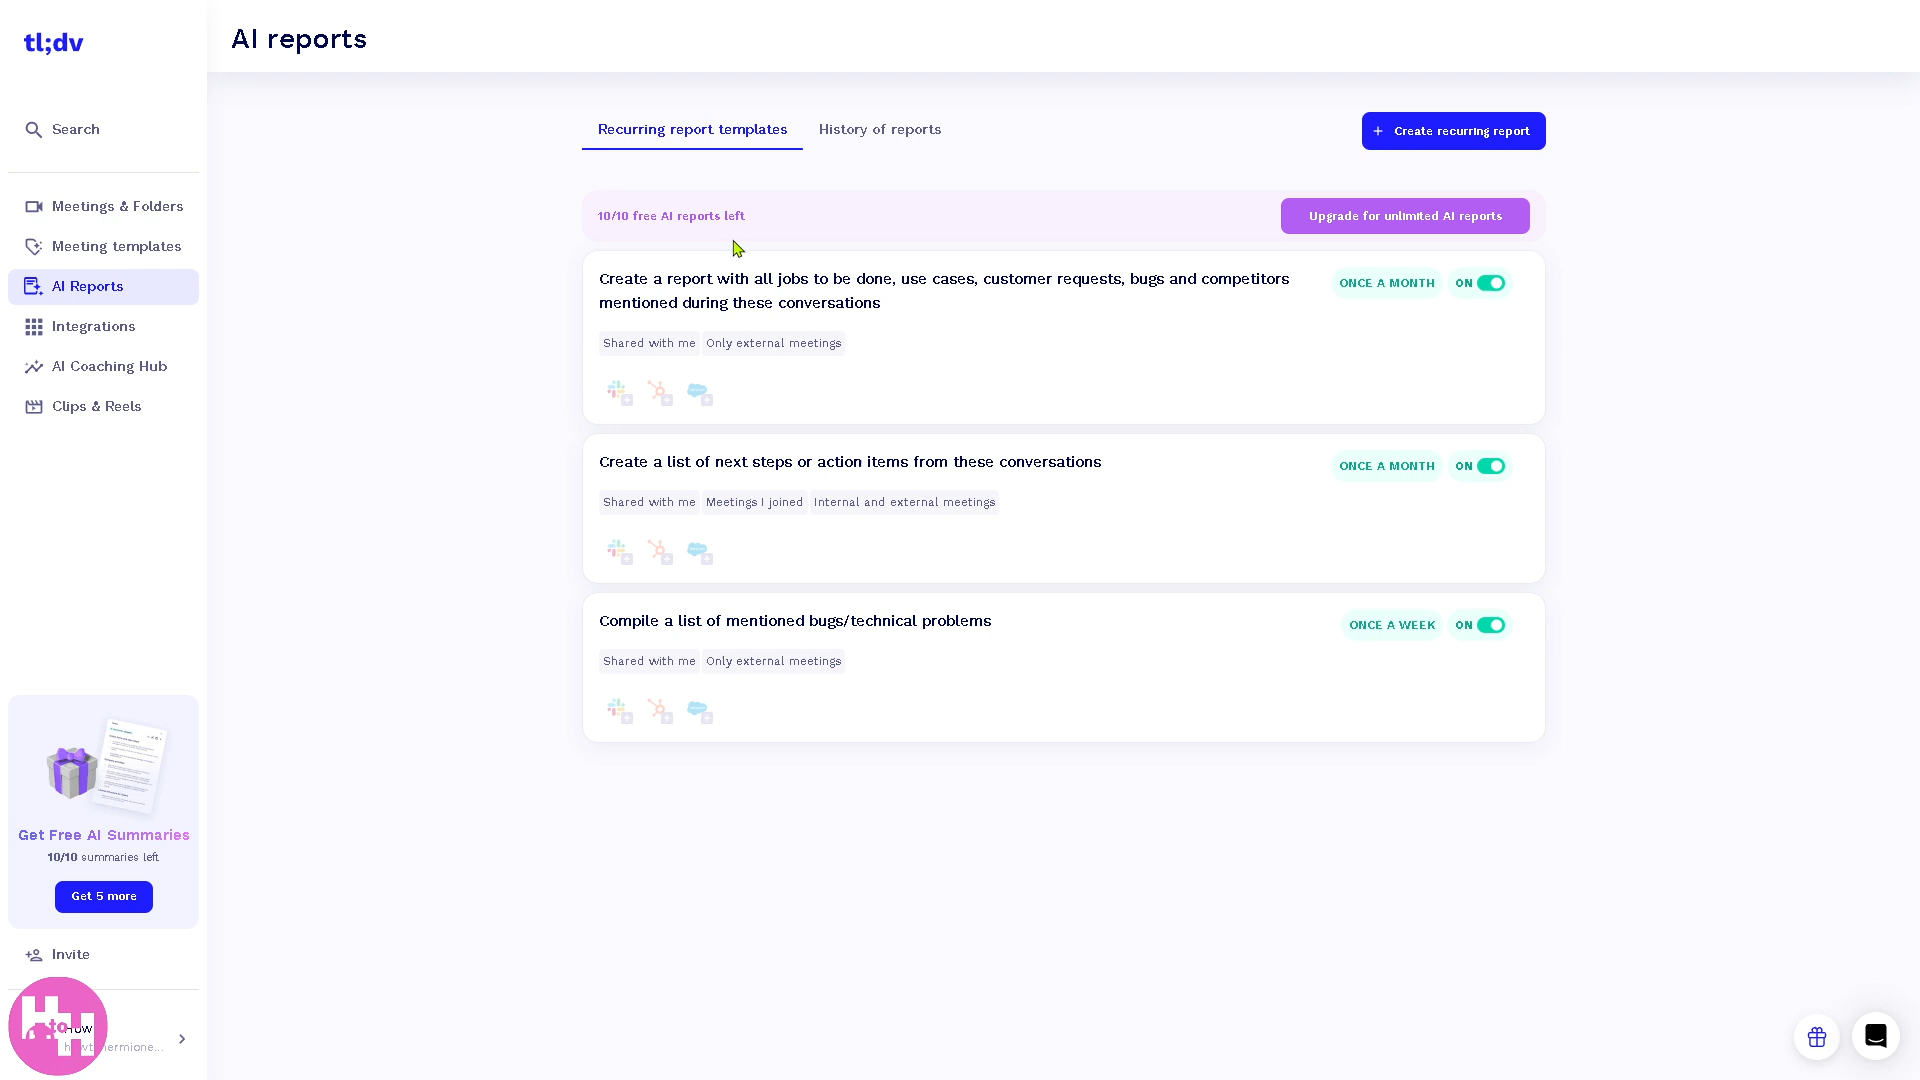 tl;dv
AI reports
Search
Meetings & Folders
Meeting templates
AI Reports
Integrations
AI Coaching Hub
Clips & Reels
Recurring report templates
History of reports
+ Create recurring report
10/10 free AI reports left
Upgrade for unlimited AI reports
Create a report with all jobs to be done, use cases, customer requests, bugs and competitors
mentioned during these conversations
ONCE A MONTH
ON
Shared with me
Only external meetings
Create a list of next steps or action items from these conversations
ONCE A MONTH
ON
Shared with me
Meetings I joined
Internal and external meetings
Compile a list of mentioned bugs/technical problems
ONCE A WEEK
ON
Shared with me
Only external meetings
Get Free AI Summaries
10/10 summaries left
Get 5 more
Invite
H to H
How